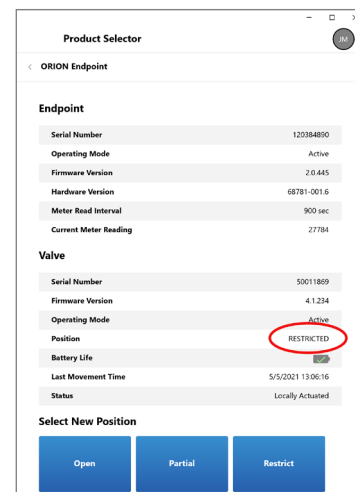 Product Selector
JM
< ORION Endpoint
Endpoint
Serial Number 120384890
Operating Mode Active
Firmware Version 2.0.445
Hardware Version 68781-001.6
Meter Read Interval 900 sec
Current Meter Reading 27784
Valve
Serial Number 50011869
Firmware Version 4.1.234
Operating Mode Active
Position RESTRICTED
Battery Life
Last Movement Time 5/5/2021 13:06:16
Status Locally Actuated
Select New Position
Open Partial Restrict